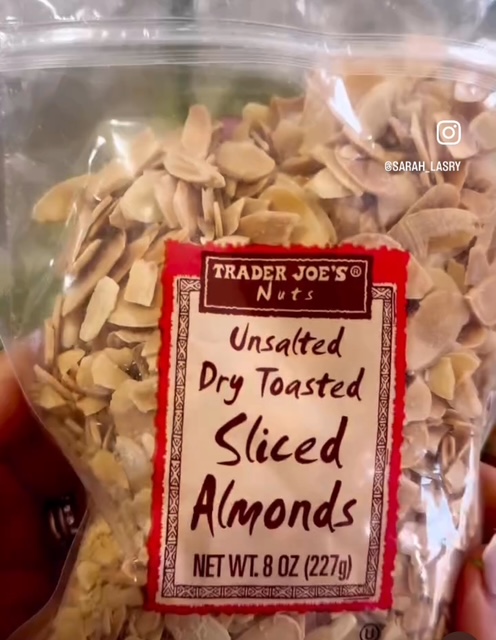 @SARAH_LASRY
TRADER JOE'S®
Nuts
Unsalted
Dry Toasted
Sliced
Almonds
NET WT. 8 OZ (227g)
U